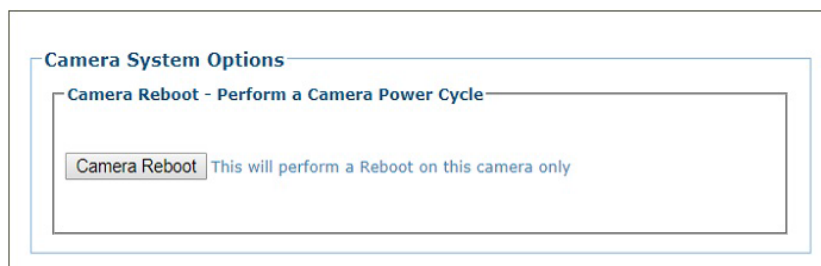 Camera System Options
Camera Reboot - Perform a Camera Power Cycle
Camera Reboot This will perform a Reboot on this camera only